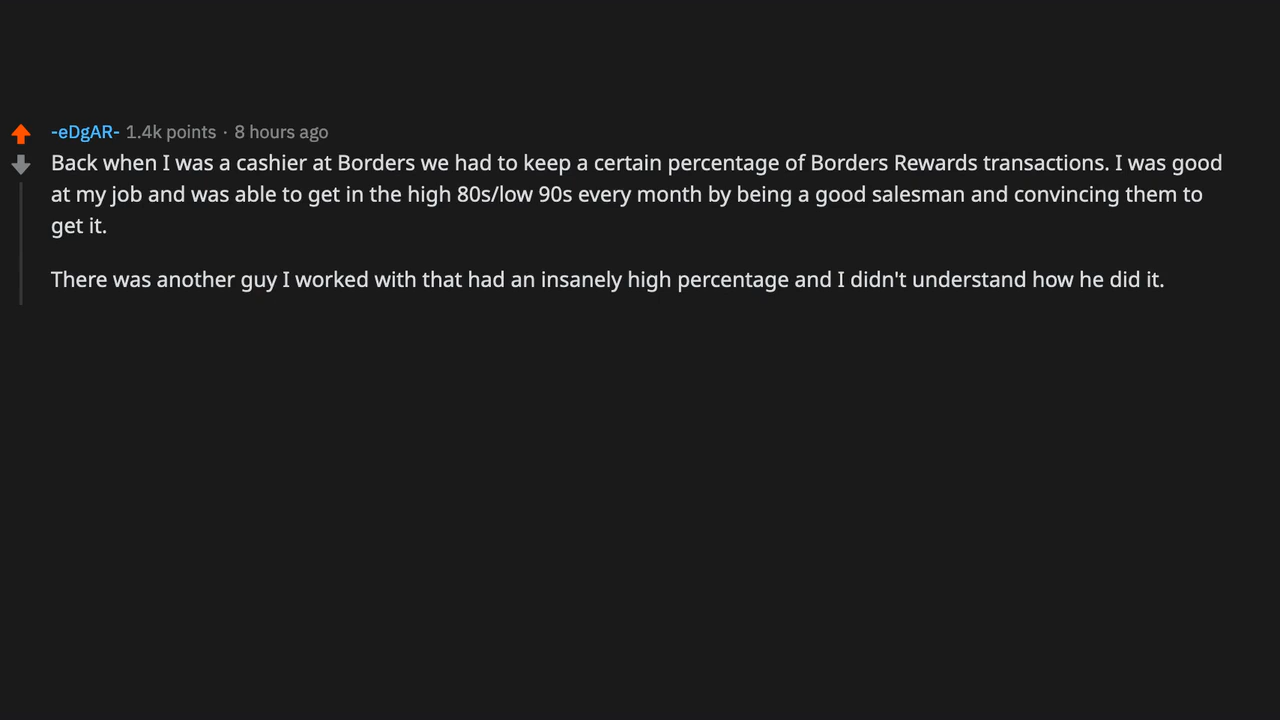 -eDgAR- 1.4k points · 8 hours ago
Back when I was a cashier at Borders we had to keep a certain percentage of Borders Rewards transactions. I was good
at my job and was able to get in the high 80s/low 90s every month by being a good salesman and convincing them to
get it.
There was another guy I worked with that had an insanely high percentage and I didn't understand how he did it.